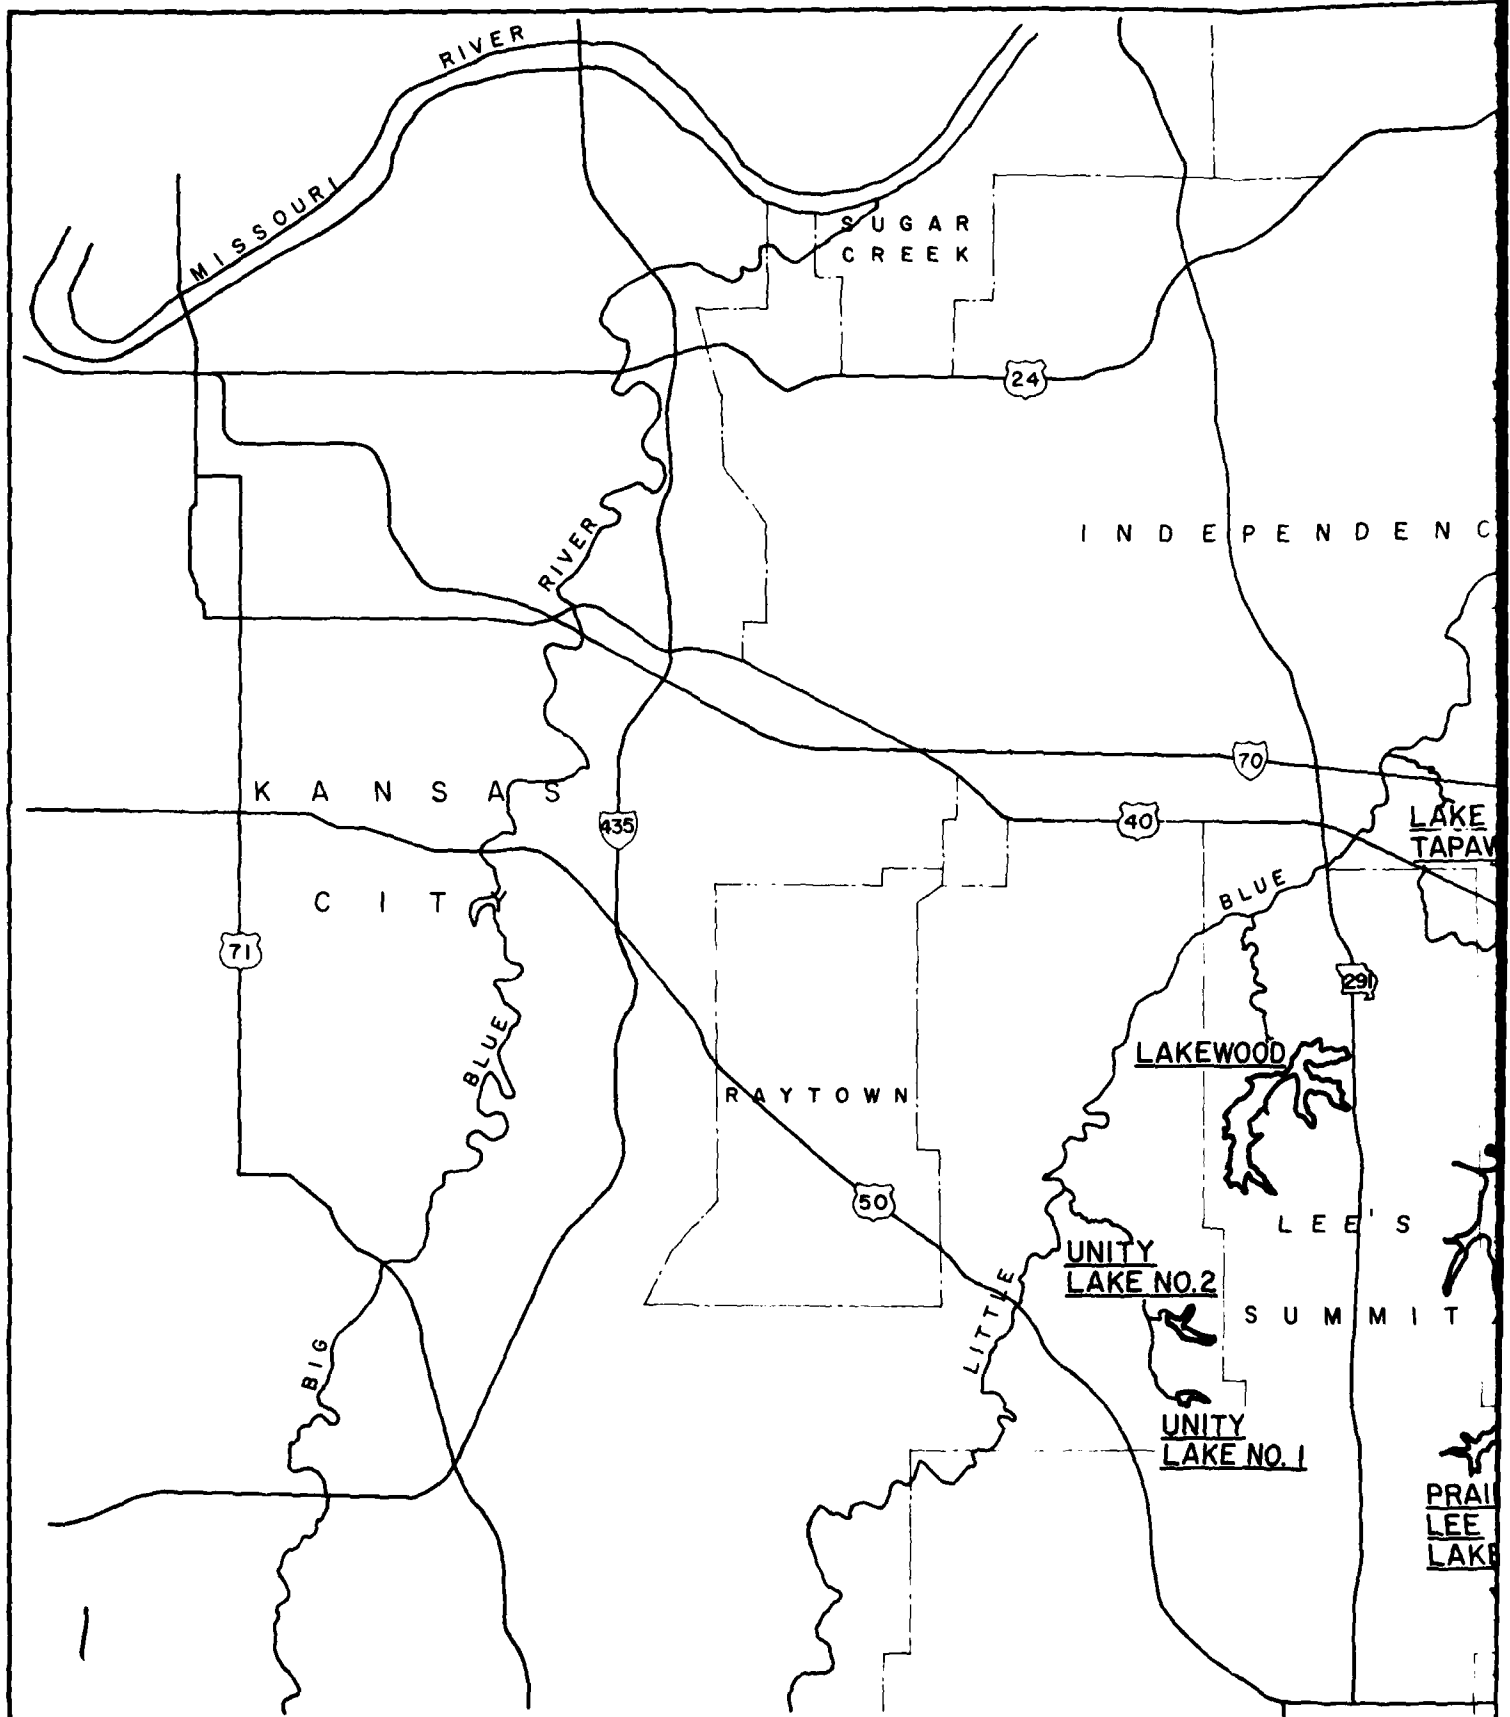 MISSOURI RIVER
SUGAR
CREEK
24
INDEPENDENC
RIVER
70
KANSAS
435
40
LAKE
TAPAW
BLUE
CIT
71
291
BLUE
LAKEWOOD
RAYTOWN
50
LEE'S
UNITY
LAKE NO. 2
LITTLE
SUMMIT
BIG
UNITY
LAKE NO. 1
PRAI
LEE
LAKE